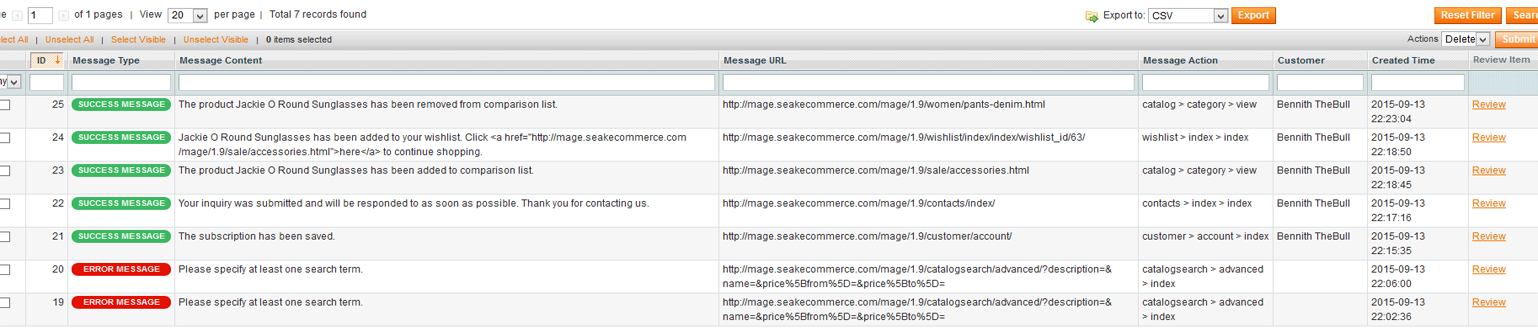 1 of 1 pages | View 20 per page | Total 7 records found Export to: CSV Export Reset Filter
Unselect All | Select Visible | Unselect Visible | 0 items selected Actions Delete Submit
ID Message Type Message Content Message URL Message Action Customer Created Time Review Item
25 SUCCESS MESSAGE The product Jackie O Round Sunglasses has been removed from comparison list. http://mage.seakecommerce.com/mage/1.9/women/pants-denim.html catalog > category > view Bennith TheBull 2015-09-13 Review
22:23:04
24 SUCCESS MESSAGE Jackie O Round Sunglasses has been added to your wishlist. Click <a href="http://mage.seakecommerce.com http://mage.seakecommerce.com/mage/1.9/wishlist/index/index/wishlist_id/63/ wishlist > index > index Bennith TheBull 2015-09-13 Review
/mage/1.9/sale/accessories.html">here</a> to continue shopping. 22:18:50
23 SUCCESS MESSAGE The product Jackie O Round Sunglasses has been added to comparison list. http://mage.seakecommerce.com/mage/1.9/sale/accessories.html catalog > category > view Bennith TheBull 2015-09-13 Review
22:18:45
22 SUCCESS MESSAGE Your inquiry was submitted and will be responded to as soon as possible. Thank you for contacting us. http://mage.seakecommerce.com/mage/1.9/contacts/index/ contacts > index > index Bennith TheBull 2015-09-13 Review
22:17:16
21 SUCCESS MESSAGE The subscription has been saved. http://mage.seakecommerce.com/mage/1.9/customer/account/ customer > account > index Bennith TheBull 2015-09-13 Review
22:15:35
20 ERROR MESSAGE Please specify at least one search term. http://mage.seakecommerce.com/mage/1.9/catalogsearch/advanced/?description=& catalogsearch > advanced 2015-09-13 Review
name=&price%5Bfrom%5D=&price%5Bto%5D= > index 22:06:00
19 ERROR MESSAGE Please specify at least one search term. http://mage.seakecommerce.com/mage/1.9/catalogsearch/advanced/?description=& catalogsearch > advanced 2015-09-13 Review
name=&price%5Bfrom%5D=&price%5Bto%5D= > index 22:02:36